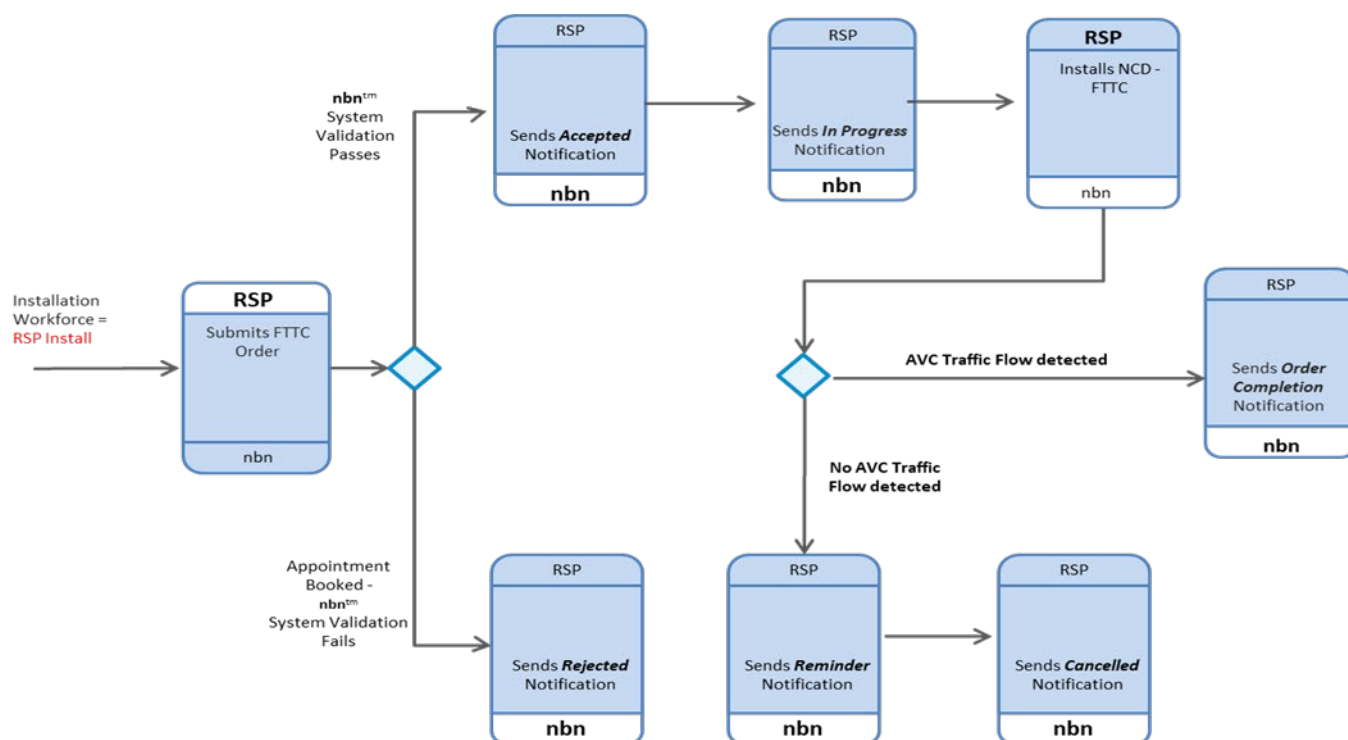 RSP
Sends Accepted
Notification
nbn
RSP
Sends In Progress
Notification
nbn
RSP
Installs NCD -
FTTC
nbn
nbn™
System
Validation
Passes
Installation
Workforce =
RSP Install
RSP
Submits FTTC
Order
nbn
AVC Traffic Flow detected
RSP
Sends Order
Completion
Notification
nbn
No AVC Traffic
Flow detected
Appointment
Booked -
nbn™
System Validation
Fails
RSP
Sends Rejected
Notification
nbn
RSP
Sends Reminder
Notification
nbn
RSP
Sends Cancelled
Notification
nbn